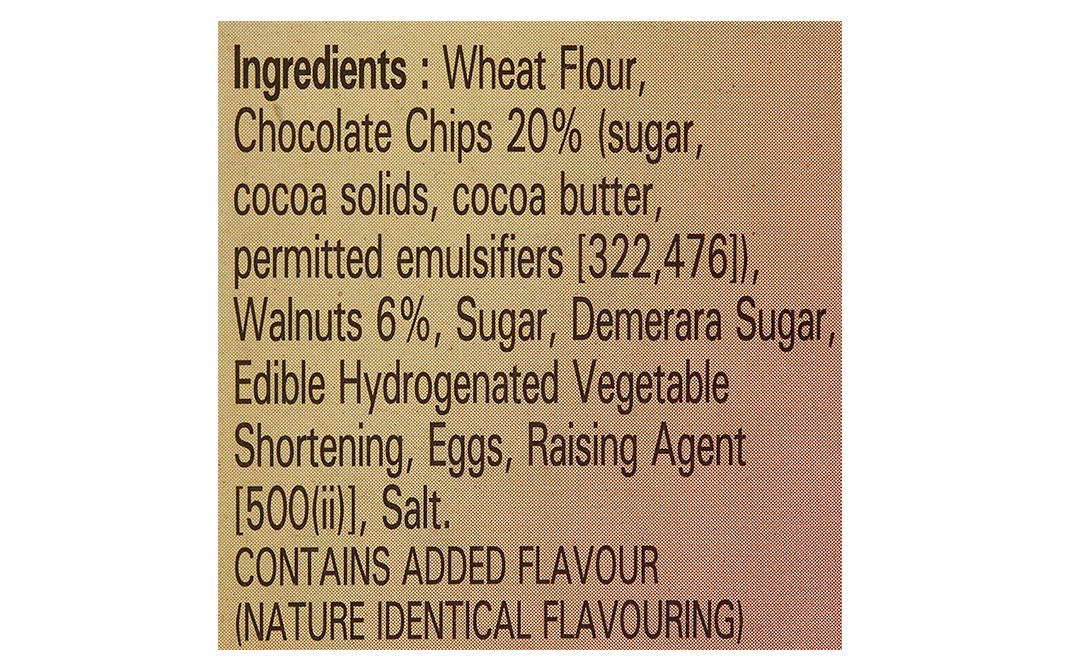 Ingredients : Wheat Flour,
Chocolate Chips 20% (sugar,
cocoa solids, cocoa butter,
permitted emulsifiers [322,476]),
Walnuts 6%, Sugar, Demerara Sugar,
Edible Hydrogenated Vegetable
Shortening, Eggs, Raising Agent
[500(ii)], Salt.
CONTAINS ADDED FLAVOUR
(NATURE IDENTICAL FLAVOURING)